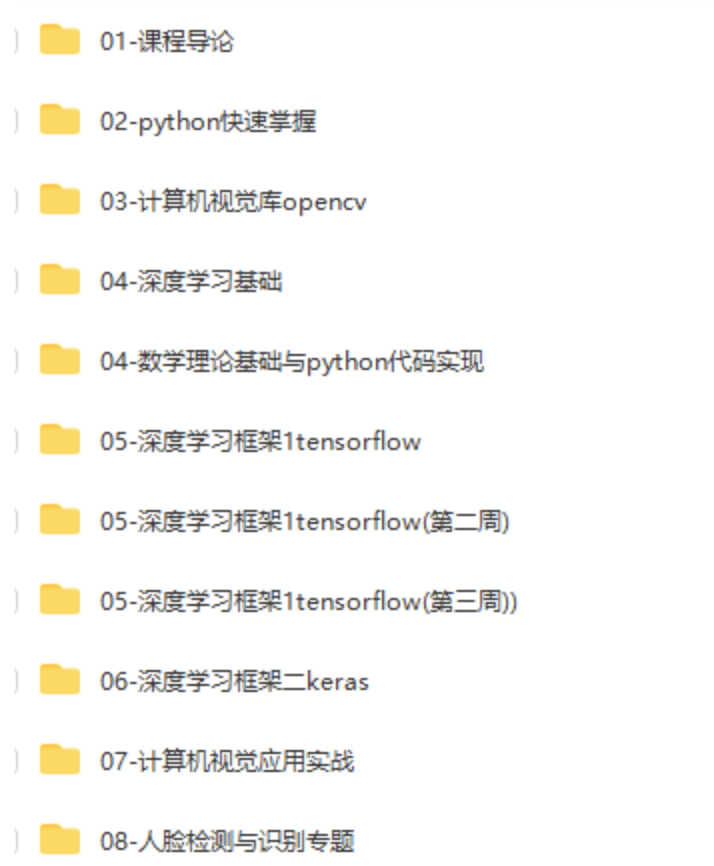 01-课程导论
02-python快速掌握
03-计算机视觉库opencv
04-深度学习基础
04-数学理论基础与python代码实现
05-深度学习框架1tensorflow
05-深度学习框架1tensorflow(第二周)
05-深度学习框架1tensorflow(第三周))
06-深度学习框架二keras
07-计算机视觉应用实战
08-人脸检测与识别专题